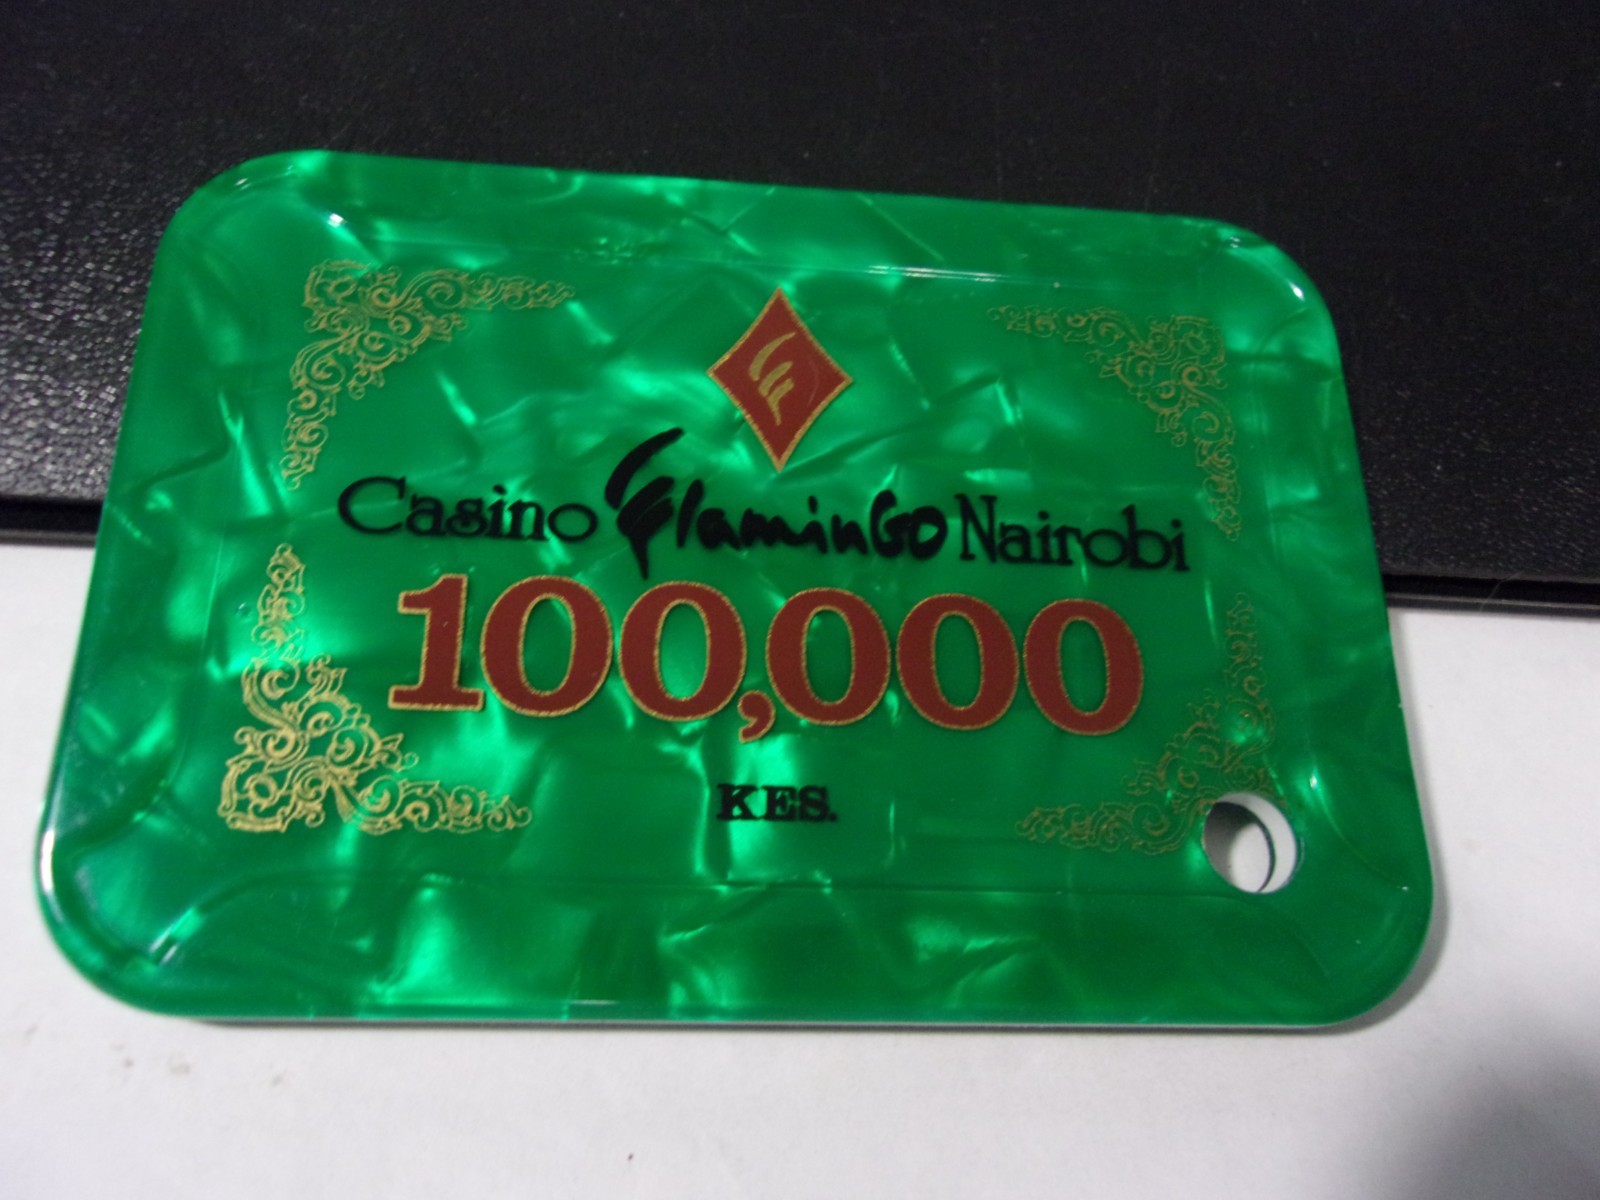 Casino Flamingo Nairobi
100,000
KES.